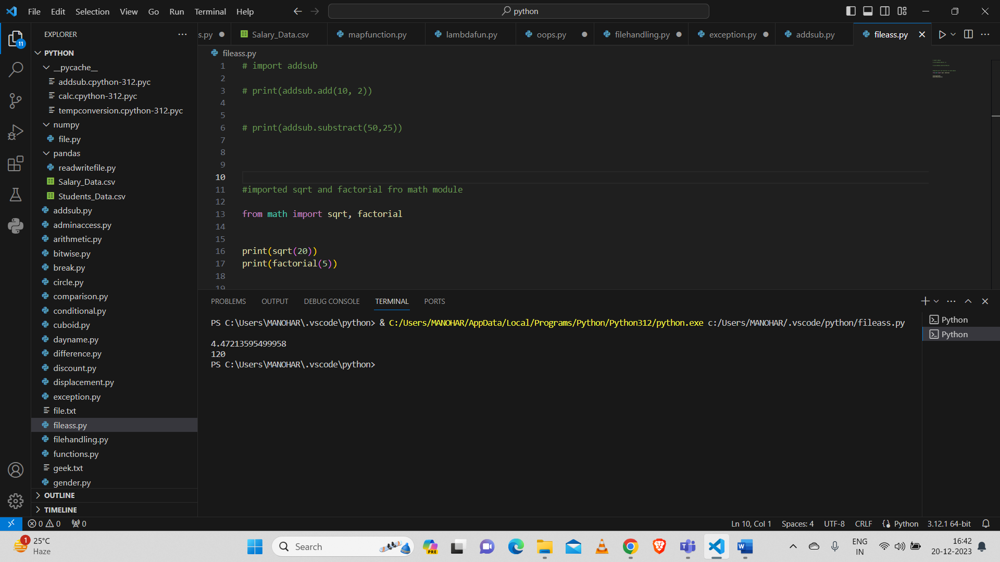 File Edit Selection View Go Run Terminal Help
python
EXPLORER
PYTHON
__pycache__
addsub.cpython-312.pyc
calc.cpython-312.pyc
tempconversion.cpython-312.pyc
numpy
file.py
pandas
readwritefile.py
Salary_Data.csv
Students_Data.csv
addsub.py
adminaccess.py
arithmetic.py
bitwise.py
break.py
circle.py
comparison.py
conditional.py
cuboid.py
dayname.py
difference.py
discount.py
displacement.py
exception.py
file.txt
fileass.py
filehandling.py
functions.py
geek.txt
gender.py
OUTLINE
TIMELINE
11
s.py Salary_Data.csv mapfunction.py lambdafun.py oops.py filehandling.py exception.py addsub.py fileass.py
fileass.py
1 # import addsub
2
3 # print(addsub.add(10, 2))
4
5
6 # print(addsub.substract(50,25))
7
8
9
10
11 #imported sqrt and factorial fro math module
12
13 from math import sqrt, factorial
14
15
16 print(sqrt(20))
17 print(factorial(5))
18
19
PROBLEMS OUTPUT DEBUG CONSOLE TERMINAL PORTS
PS C:\Users\MANOHAR\.vscode\python> & C:/Users/MANOHAR/AppData/Local/Programs/Python/Python312/python.exe c:/Users/MANOHAR/.vscode/python/fileass.py
4.47213595499958
120
PS C:\Users\MANOHAR\.vscode\python>
Python
Python
0 0 0
Ln 10, Col 1 Spaces: 4 UTF-8 CRLF Python 3.12.1 64-bit
1 25°C
Haze
Search
PRE
ENG
IN
16:42
20-12-2023